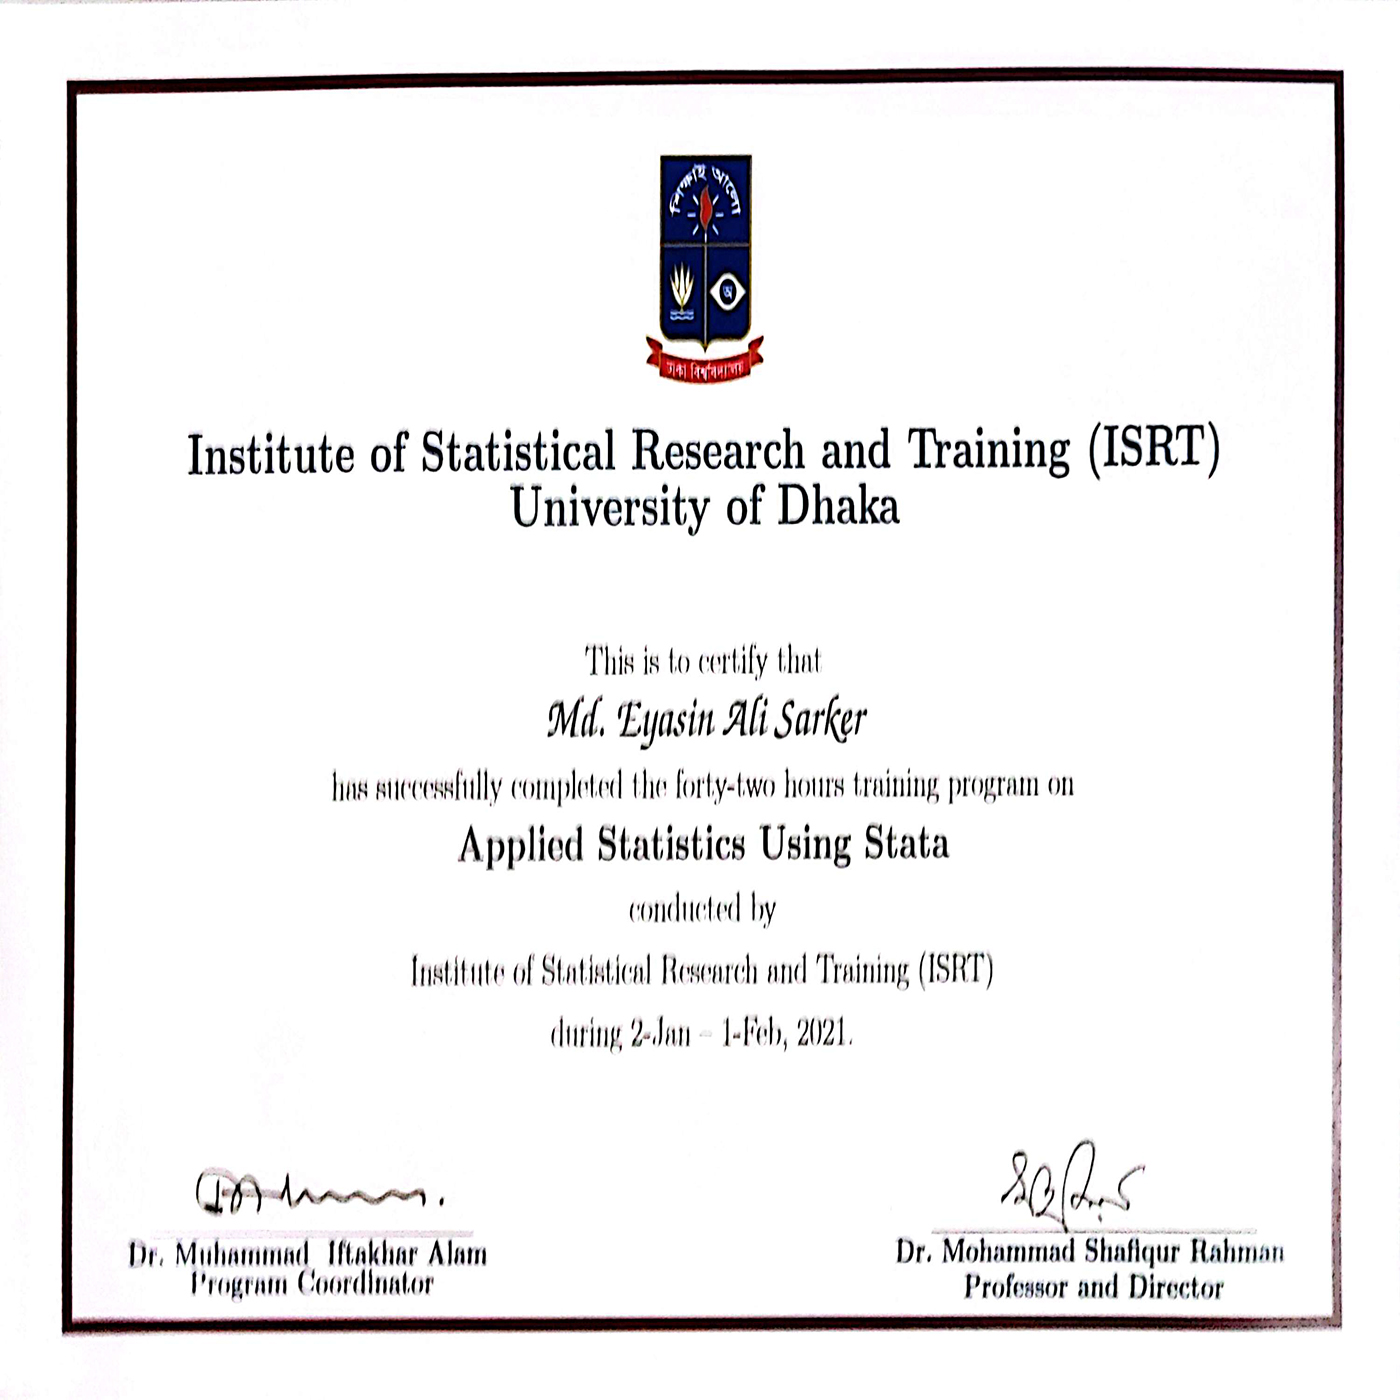 শিক্ষাই আলো
অ
ঢাকা বিশ্ববিদ্যালয়
Institute of Statistical Research and Training (ISRT)
University of Dhaka
This is to certify that
Md. Eyasin Ali Sarker
has successfully completed the forty-two hours training program on
Applied Statistics Using Stata
conducted by
Institute of Statistical Research and Training (ISRT)
during 2-Jan – 1-Feb, 2021.
Dr. Muhammad Iftakhar Alam
Program Coordinator
Dr. Mohammad Shafiqur Rahman
Professor and Director